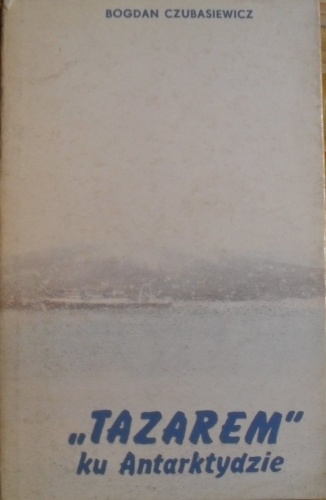 BOGDAN CZUBASIEWICZ
„TAZAREM”
ku Antarktydzie